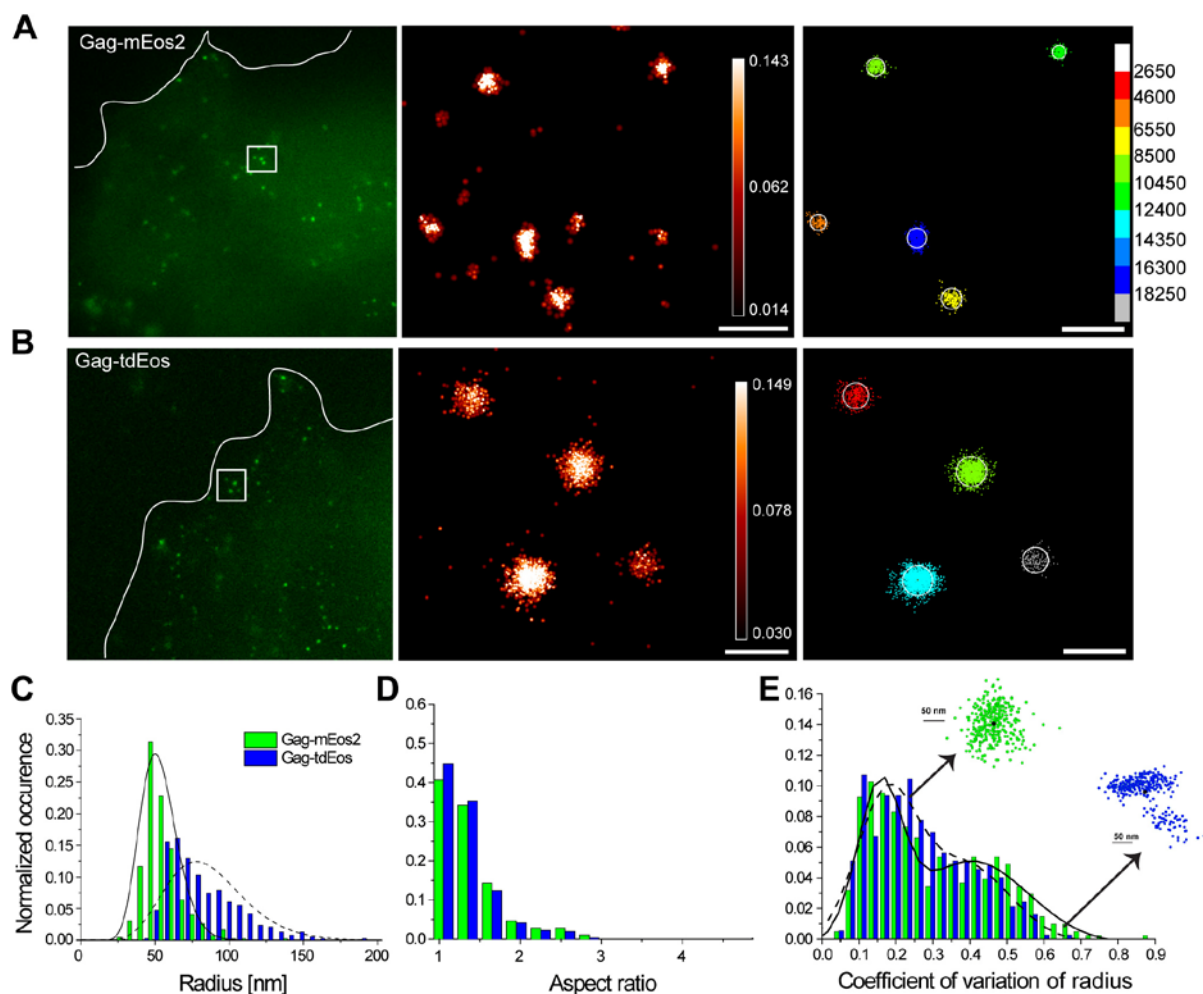 A
Gag-mEos2
0.143
0.062
0.014
2650
4600
6550
8500
10450
12400
14350
16300
18250
B
Gag-tdEos
0.149
0.078
0.030
C
Normalized occurence
0.35
0.30
0.25
0.20
0.15
0.10
0.05
0.00
0 50 100 150 200
Radius [nm]
Gag-mEos2
Gag-tdEos
D
0.6
0.5
0.4
0.3
0.2
0.1
0.0
1 2 3 4
Aspect ratio
E
0.16
0.14
0.12
0.10
0.08
0.06
0.04
0.02
0.00
0.0 0.1 0.2 0.3 0.4 0.5 0.6 0.7 0.8 0.9
Coefficient of variation of radius
50 nm
50 nm